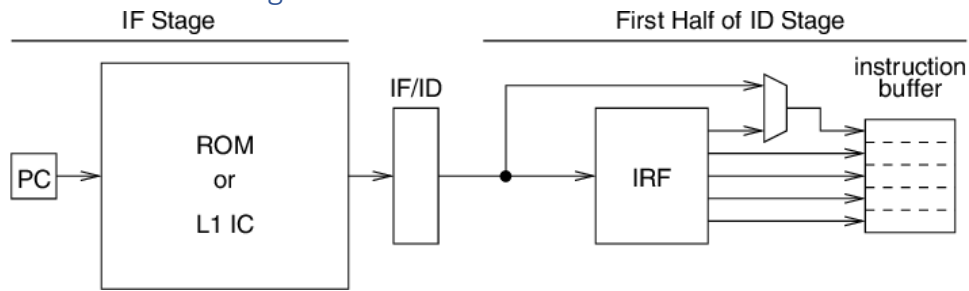 IF Stage
First Half of ID Stage
instruction
buffer
IF/ID
ROM
or
L1 IC
PC
IRF